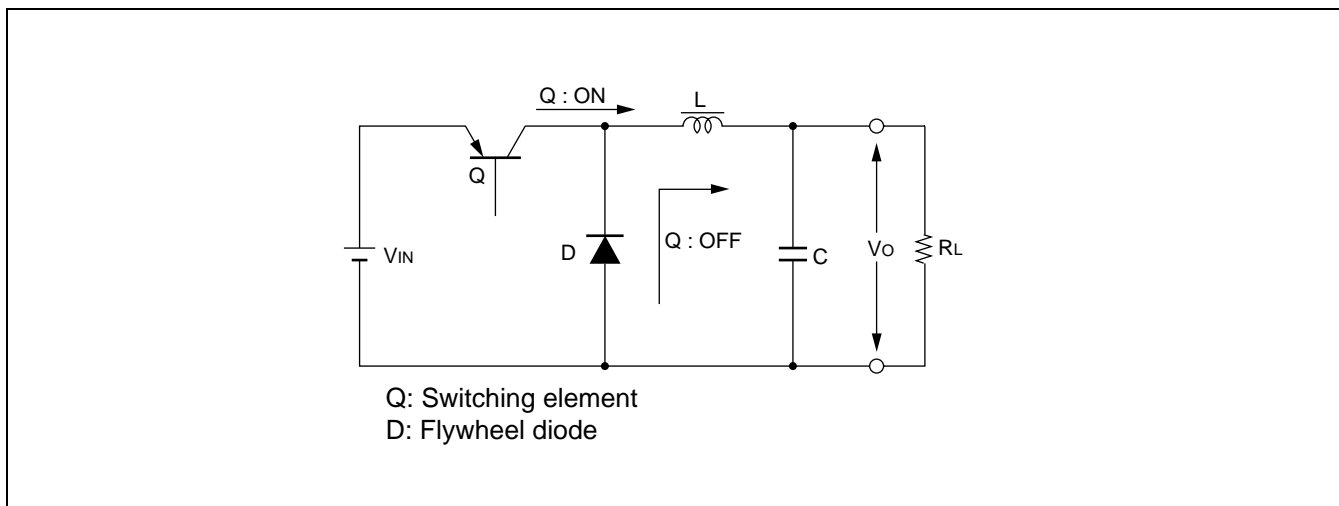 Q : ON
L
Q
VIN
D
Q : OFF
C
VO
RL
Q: Switching element
D: Flywheel diode